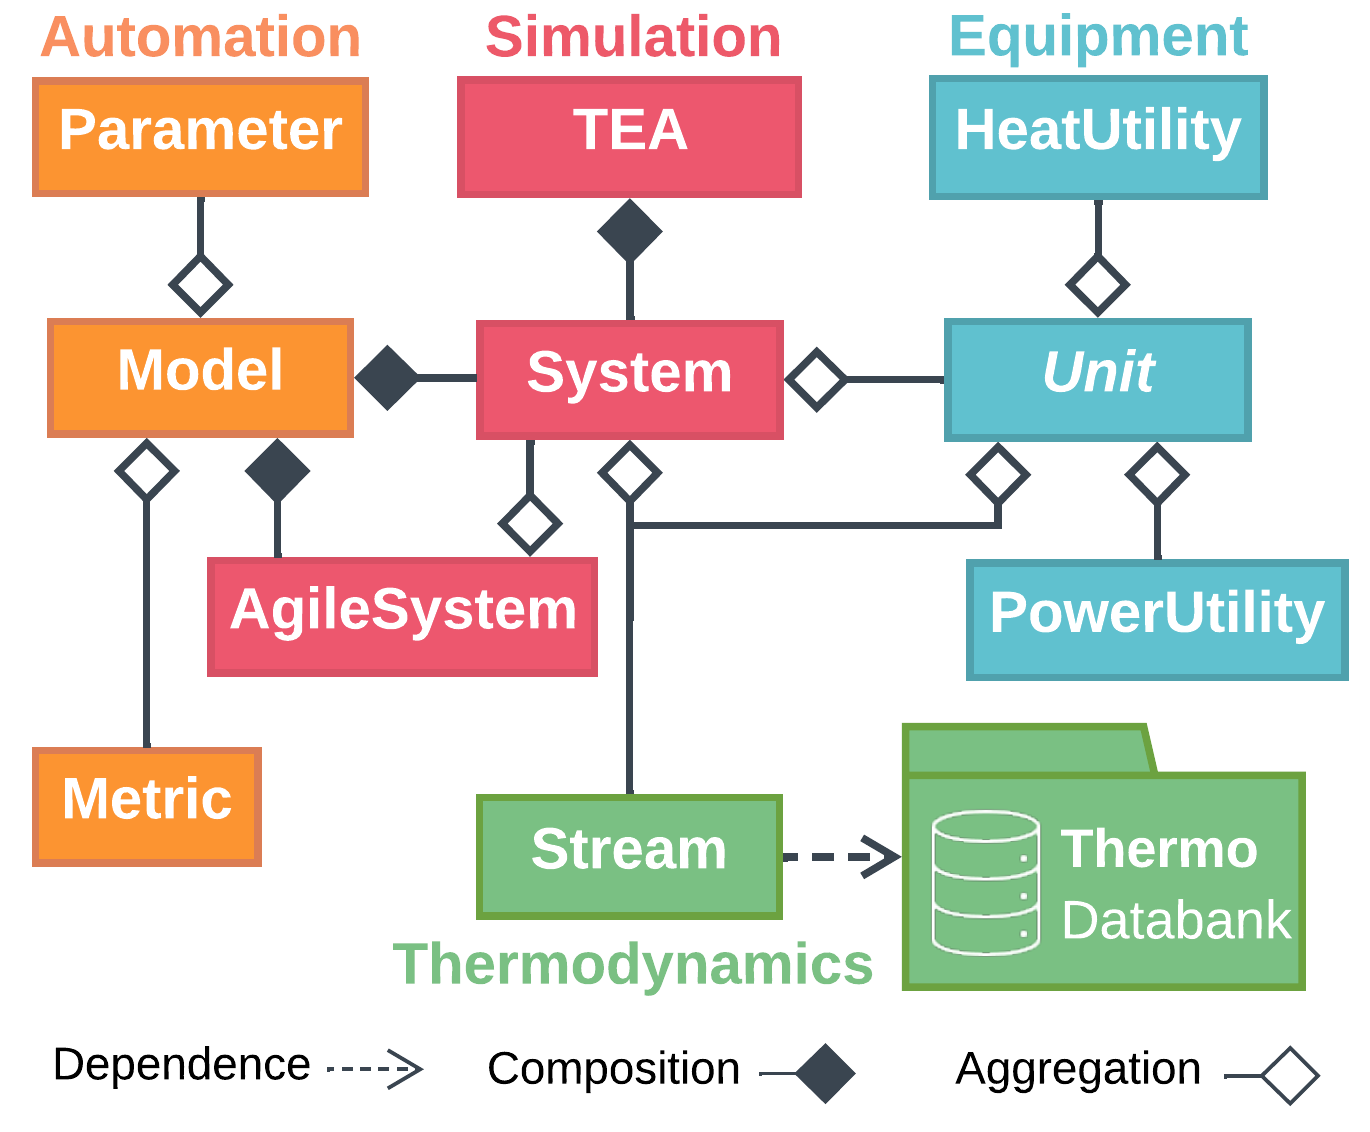 Automation
Simulation
Equipment
Parameter
TEA
HeatUtility
Model
System
Unit
AgileSystem
PowerUtility
Metric
Stream
Thermo
Databank
Thermodynamics
Dependence
Composition
Aggregation